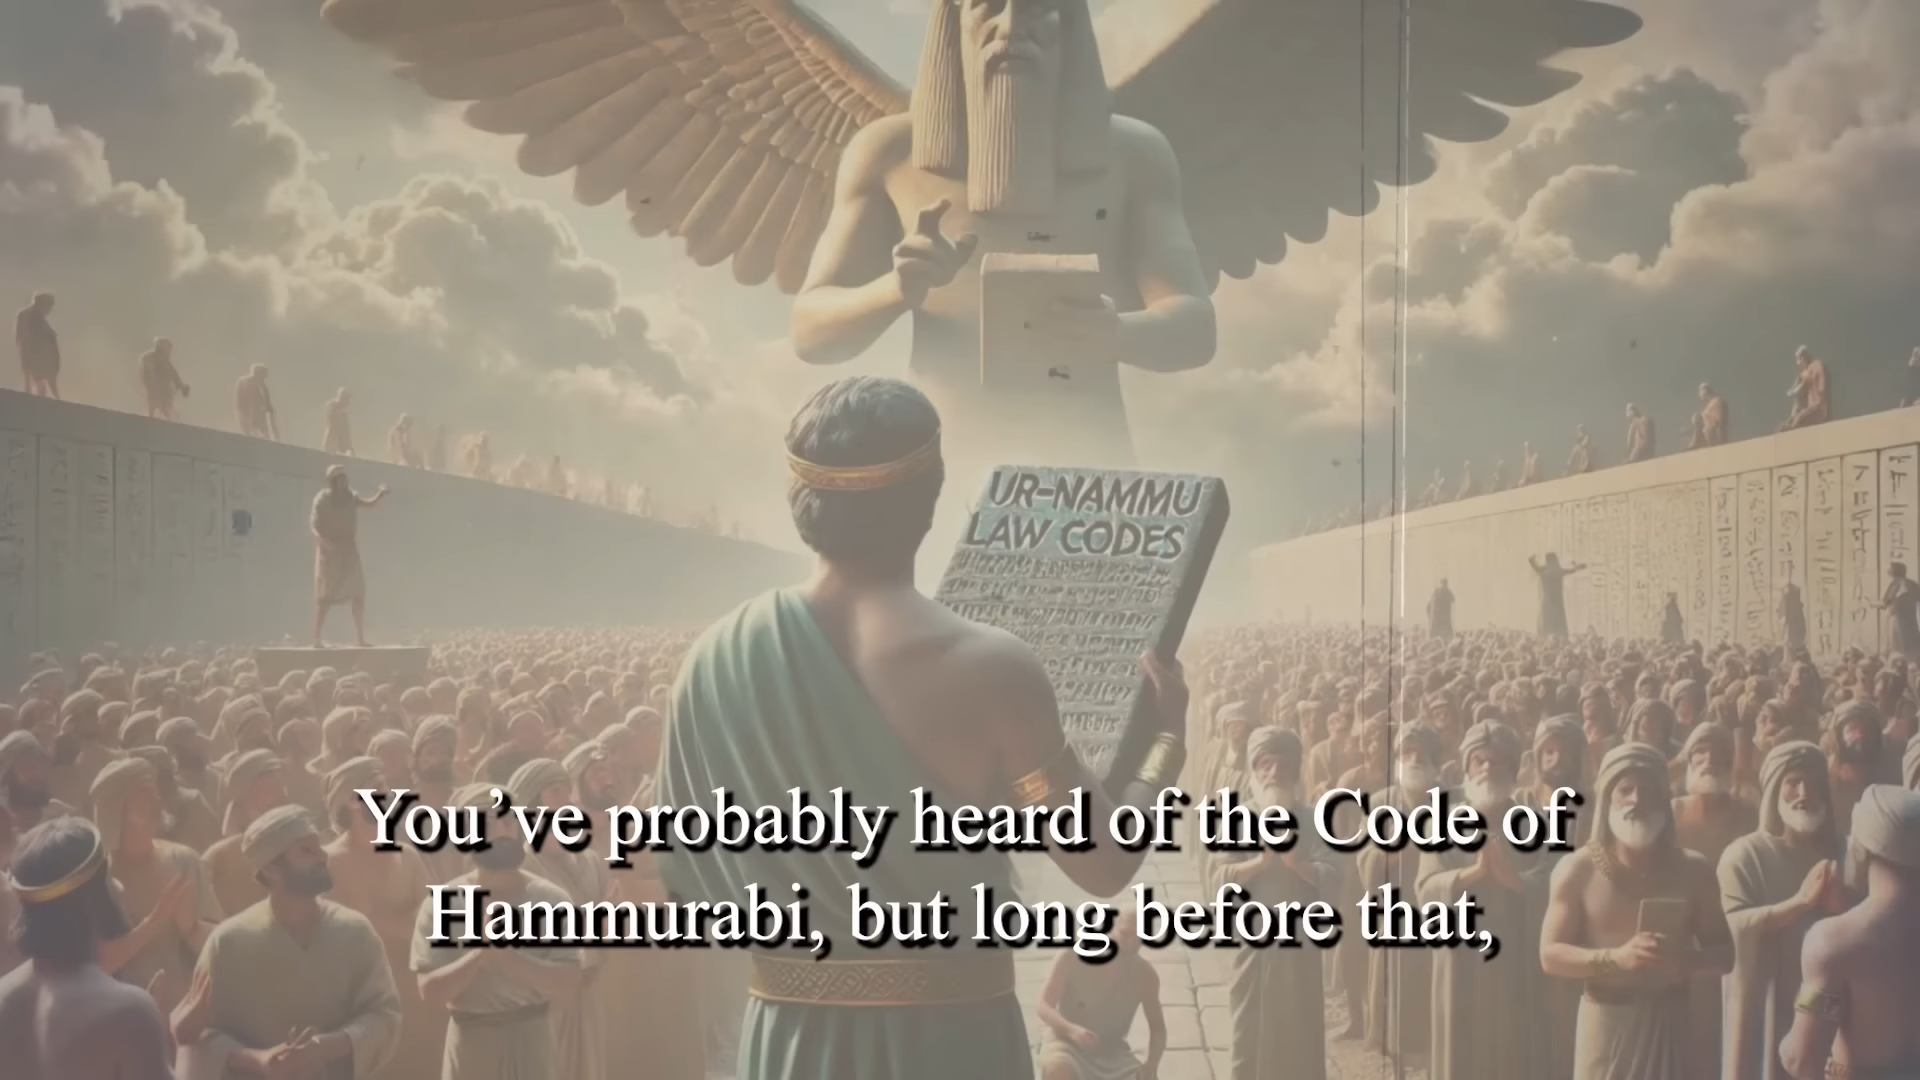 UR-NAMMU
LAW CODES
You’ve probably heard of the Code of
Hammurabi, but long before that,